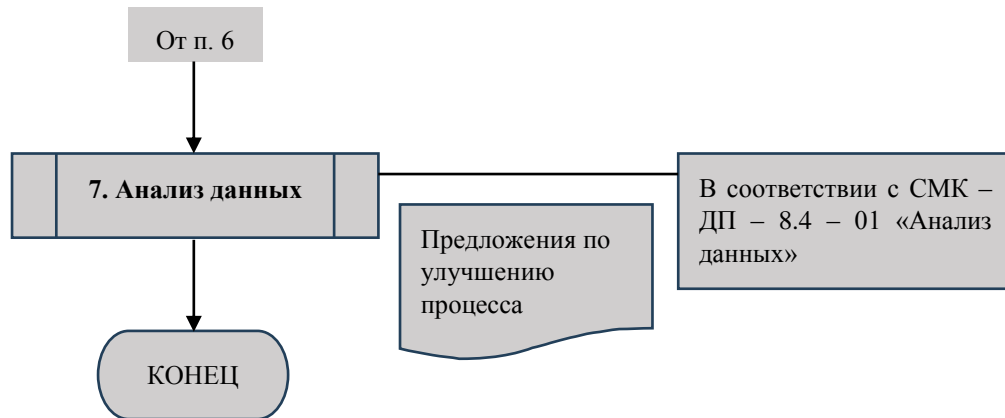 От п. 6
7. Анализ данных
В соответствии с СМК –
ДП – 8.4 – 01 «Анализ
данных»
Предложения по
улучшению
процесса
КОНЕЦ